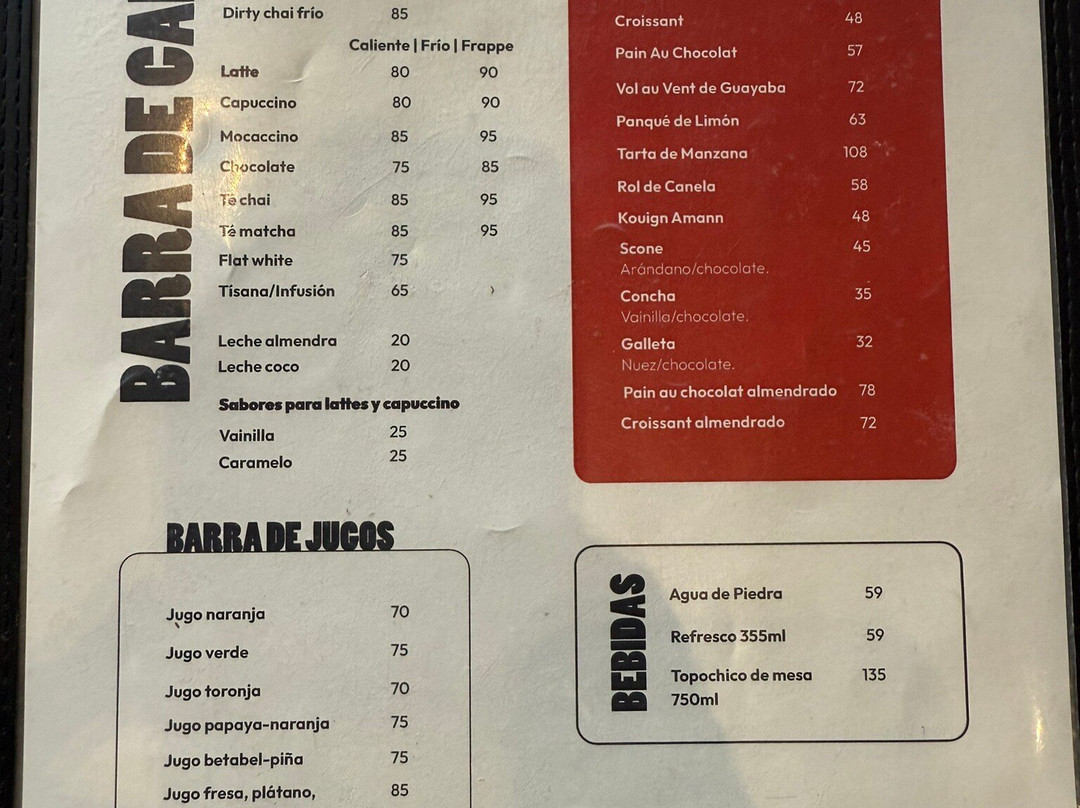 BARRA DE CA
Dirty chai frío 85
Caliente | Frío | Frappe
Latte 80 90
Capuccino 80 90
Mocaccino 85 95
Chocolate 75 85
Té chai 85 95
Té matcha 85 95
Flat white 75
Tísana/Infusión 65
Leche almendra 20
Leche coco 20
Sabores para lattes y capuccino
Vainilla 25
Caramelo 25
BARRA DE JUGOS
Jugo naranja 70
Jugo verde 75
Jugo toronja 70
Jugo papaya-naranja 75
Jugo betabel-piña 75
Jugo fresa, plátano, 85
Croissant 48
Pain Au Chocolat 57
Vol au Vent de Guayaba 72
Panqué de Limón 63
Tarta de Manzana 108
Rol de Canela 58
Kouign Amann 48
Scone 45
Arándano/chocolate.
Concha 35
Vainilla/chocolate.
Galleta 32
Nuez/chocolate.
Pain au chocolat almendrado 78
Croissant almendrado 72
BEBIDAS
Agua de Piedra 59
Refresco 355ml 59
Topochico de mesa 135
750ml